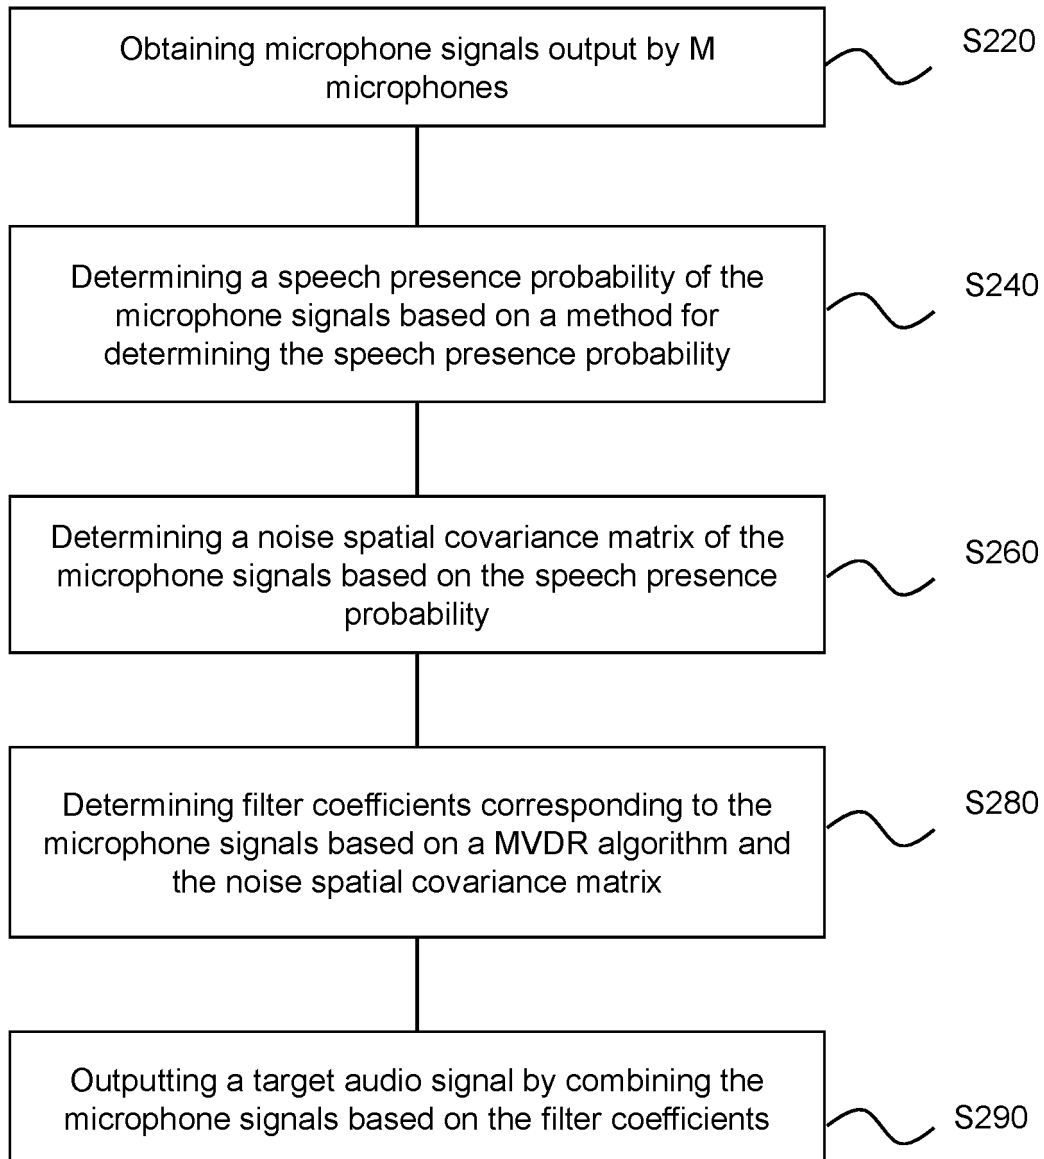 Obtaining microphone signals output by M
microphones
S220
Determining a speech presence probability of the
microphone signals based on a method for
determining the speech presence probability
S240
Determining a noise spatial covariance matrix of the
microphone signals based on the speech presence
probability
S260
Determining filter coefficients corresponding to the
microphone signals based on a MVDR algorithm and
the noise spatial covariance matrix
S280
Outputting a target audio signal by combining the
microphone signals based on the filter coefficients
S290